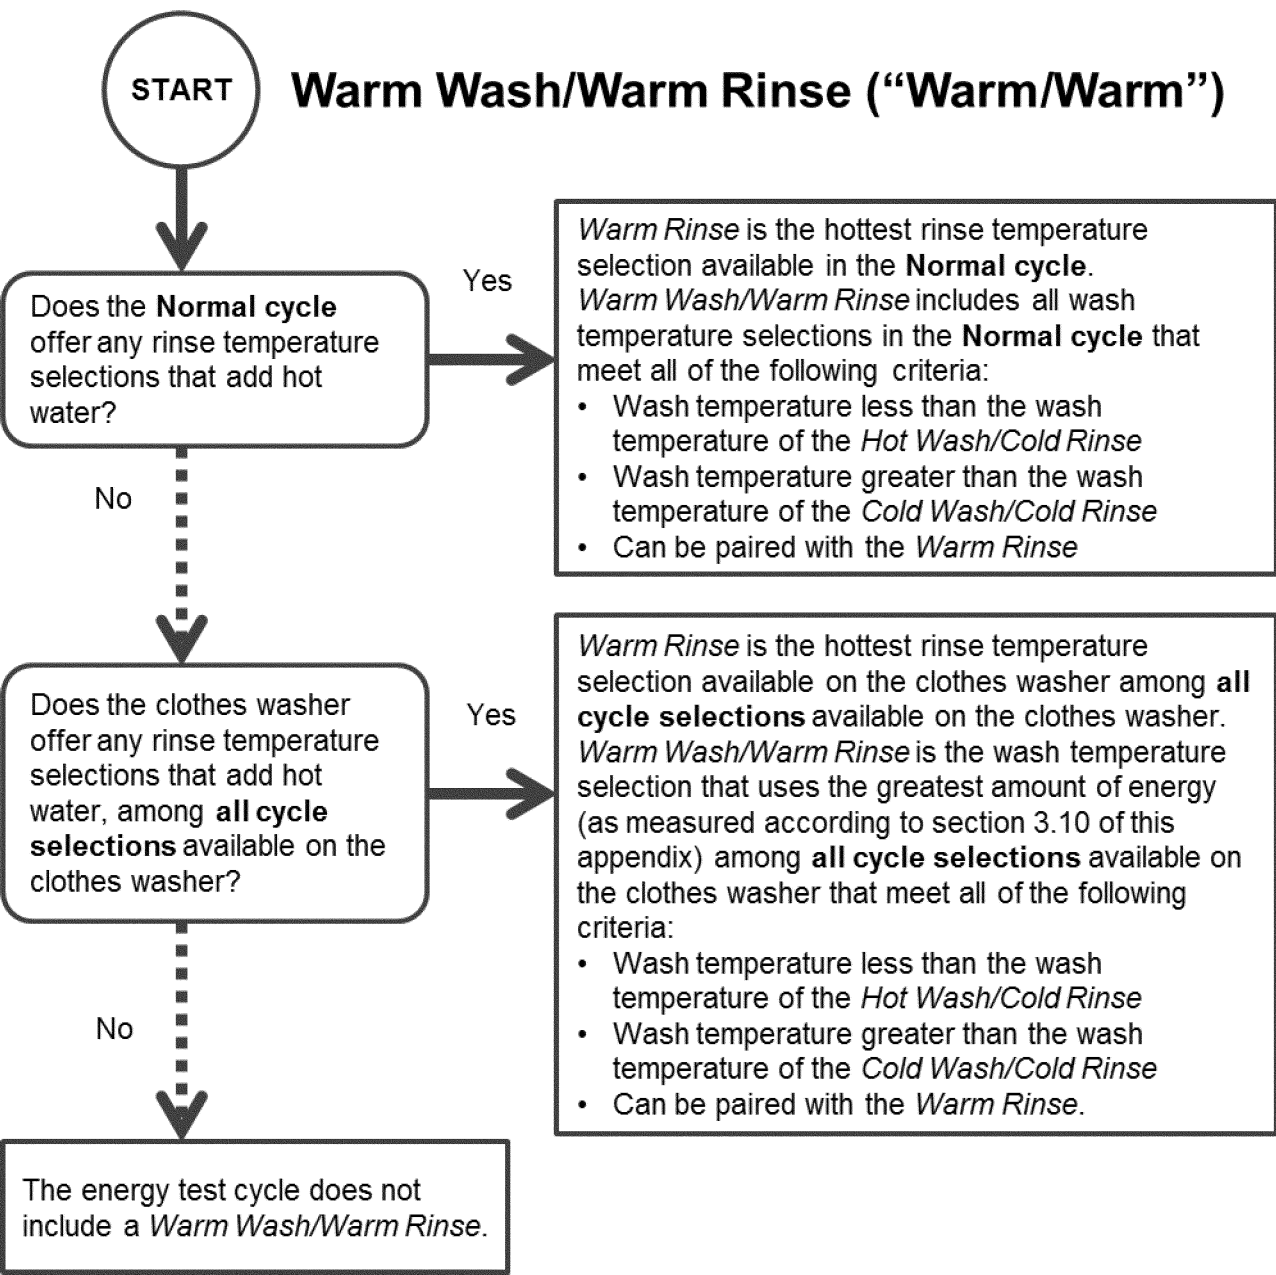 START
Warm Wash/Warm Rinse (“Warm/Warm”)
Does the Normal cycle
offer any rinse temperature
selections that add hot
water?
Yes
Warm Rinse is the hottest rinse temperature
selection available in the Normal cycle.
Warm Wash/Warm Rinse includes all wash
temperature selections in the Normal cycle that
meet all of the following criteria:
• Wash temperature less than the wash
temperature of the Hot Wash/Cold Rinse
• Wash temperature greater than the wash
temperature of the Cold Wash/Cold Rinse
• Can be paired with the Warm Rinse
No
Does the clothes washer
offer any rinse temperature
selections that add hot
water, among all cycle
selections available on the
clothes washer?
Yes
Warm Rinse is the hottest rinse temperature
selection available on the clothes washer among all
cycle selections available on the clothes washer.
Warm Wash/Warm Rinse is the wash temperature
selection that uses the greatest amount of energy
(as measured according to section 3.10 of this
appendix) among all cycle selections available on
the clothes washer that meet all of the following
criteria:
• Wash temperature less than the wash
temperature of the Hot Wash/Cold Rinse
• Wash temperature greater than the wash
temperature of the Cold Wash/Cold Rinse
• Can be paired with the Warm Rinse.
No
The energy test cycle does not
include a Warm Wash/Warm Rinse.